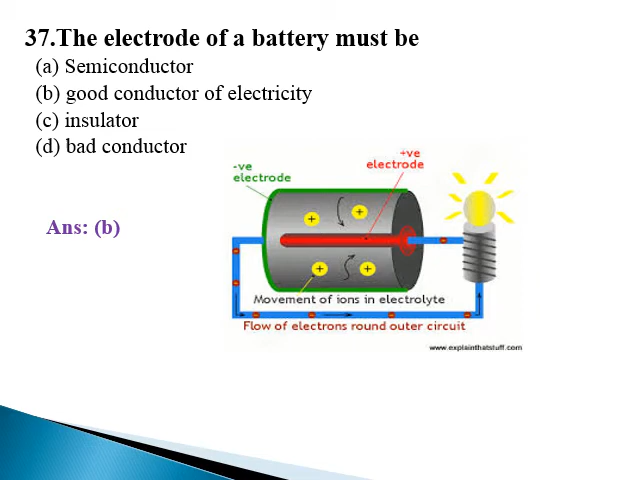 37.The electrode of a battery must be
(a) Semiconductor
(b) good conductor of electricity
(c) insulator
(d) bad conductor
Ans: (b)
-ve
electrode
+ve
electrode
Movement of ions in electrolyte
Flow of electrons round outer circuit
www.explainthatstuff.com